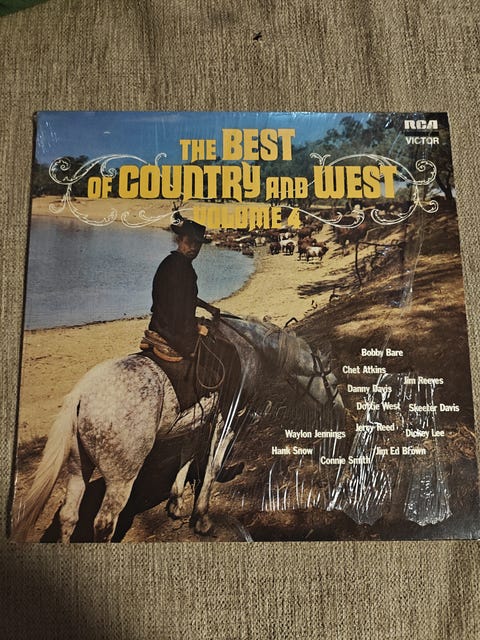 RCA
VICTOR
THE BEST
OF COUNTRY AND WEST
VOLUME 4
Bobby Bare
Chet Atkins
Jim Reeves
Danny Davis
Dottie West
Skeeter Davis
Jerry Reed
Waylon Jennings
Dickey Lee
Hank Snow
Jim Ed Brown
Connie Smith